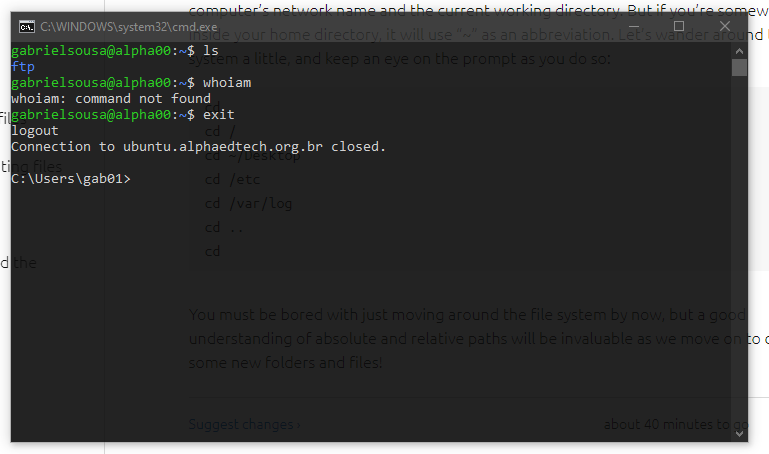 computer's network name and the current working directory. But if you're somew
C:\WINDOWS\system32\cmd.exe
inside your home directory, it will use "~" as an abbreviation. Let's wander around
system a little, and keep an eye on the prompt as you do so:
gabrielsousa@alpha00:~$ ls
ftp
gabrielsousa@alpha00:~$ whoiam
whoiam: command not found
gabrielsousa@alpha00:~$ exit
logout
Connection to ubuntu.alphaedtech.org.br closed.
C:\Users\gab01>
cd
cd /
cd ~/Desktop
cd /etc
cd /var/log
cd ..
cd
ting files
d the
You must be bored with just moving around the file system by now, but a good
understanding of absolute and relative paths will be invaluable as we move on to
some new folders and files!
Suggest changes ›
about 40 minutes to go